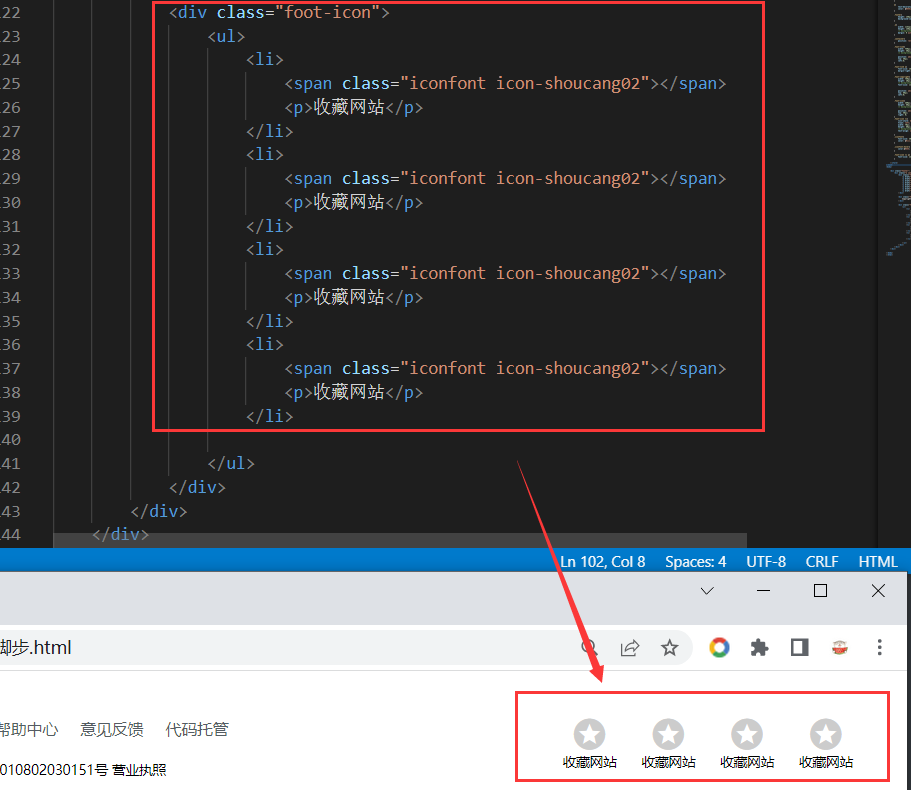 22 <div class="foot-icon">
23 <ul>
24 <li>
25 <span class="iconfont icon-shoucang02"></span>
26 <p>收藏网站</p>
27 </li>
28 <li>
29 <span class="iconfont icon-shoucang02"></span>
30 <p>收藏网站</p>
31 </li>
32 <li>
33 <span class="iconfont icon-shoucang02"></span>
34 <p>收藏网站</p>
35 </li>
36 <li>
37 <span class="iconfont icon-shoucang02"></span>
38 <p>收藏网站</p>
39 </li>
40
41 </ul>
42 </div>
43 </div>
44 </div>
Ln 102, Col 8 Spaces: 4 UTF-8 CRLF HTML
脚步.html
帮助中心 意见反馈 代码托管
收藏网站 收藏网站 收藏网站 收藏网站
010802030151号 营业执照